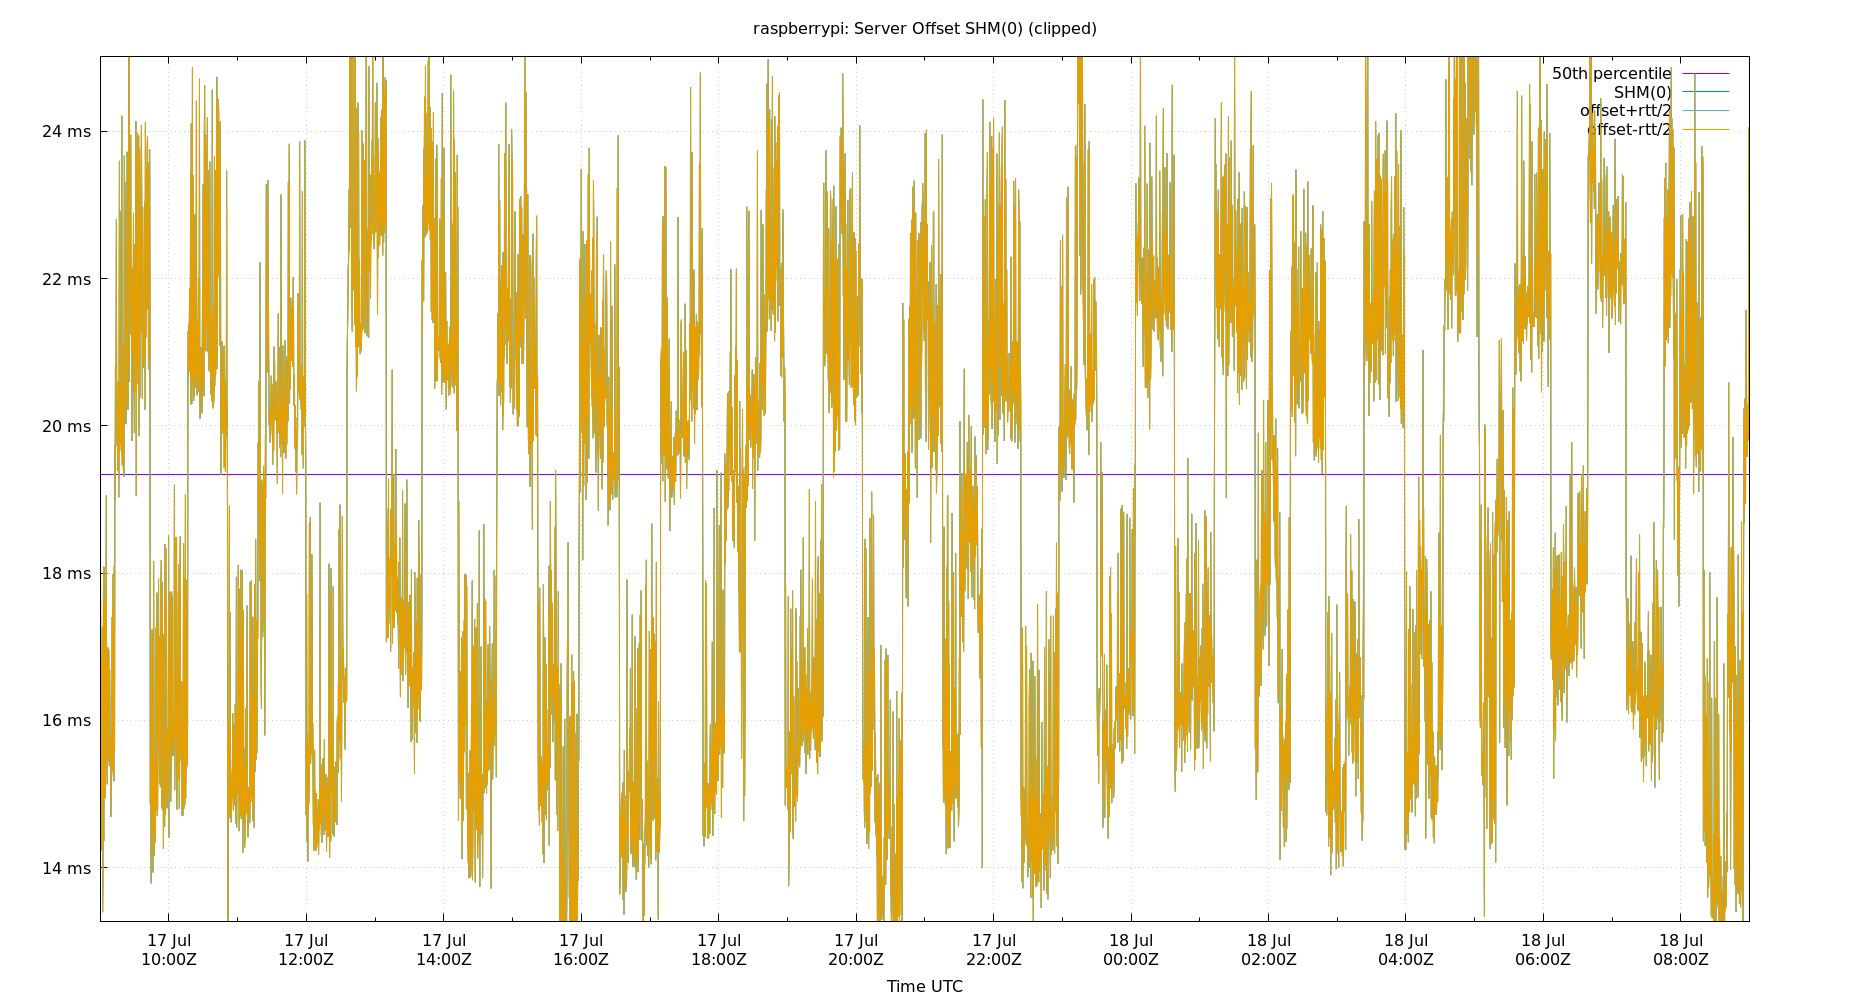 raspberrypi: Server Offset SHM(0) (clipped)
50th percentile
SHM(0)
offset+rtt/2
offset-rtt/2
24 ms
22 ms
20 ms
18 ms
16 ms
14 ms
17 Jul 17 Jul 17 Jul 17 Jul 17 Jul 17 Jul 17 Jul 18 Jul 18 Jul 18 Jul 18 Jul 18 Jul
10:00Z 12:00Z 14:00Z 16:00Z 18:00Z 20:00Z 22:00Z 00:00Z 02:00Z 04:00Z 06:00Z 08:00Z
Time UTC